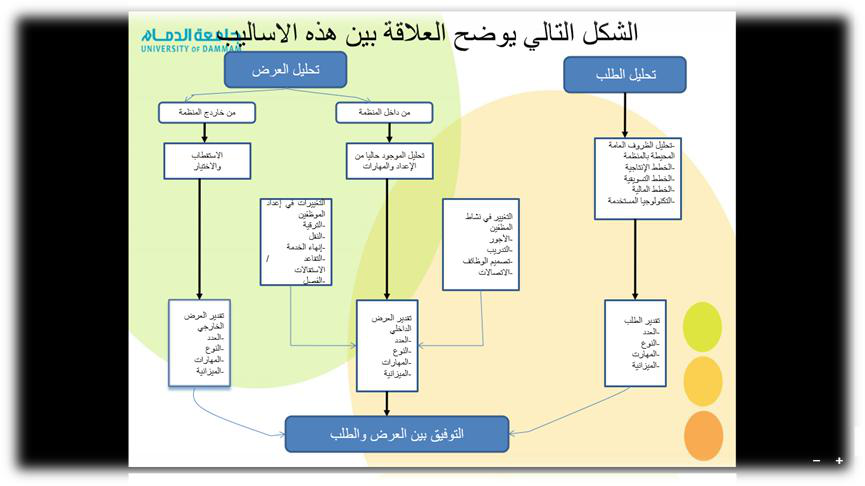 الشكل التالي يوضح العلاقة بين هذه الاساليب
جامعة الدمام
UNIVERSITY OF DAMMAM
تحليل الطلب
تحليل العرض
من داخل المنظمة
من خاردج المنظمة
-تحليل الظروف العامة
المحيطة بالمنظمة
-الخطط الإنتاجية
-الخطط التسويقية
-الخطط المالية
-التكنولوجيا المستخدمة
تحليل الموجود حاليا من
الإعداد والمهارات
الاستقطاب
والاختيار
التغيير في نشاط
المظفين
-الأجور
-التدريب
-تصميم الوظائف
-الاتصالات
التغييرات في إعداد
الموظفين
-الترقية
-النقل
-إنهاء الخدمة
-التقاعد /
الاستقالات
-الفصل
تقدير الطلب
-العدد
-النوع
-المهارت
-الميزانية
تقدير العرض
الداخلي
-العدد
-النوع
-المهارات
-الميزانية
تقدير العرض
الخارجي
-العدد
-النوع
-المهارات
-الميزانية
التوفيق بين العرض والطلب